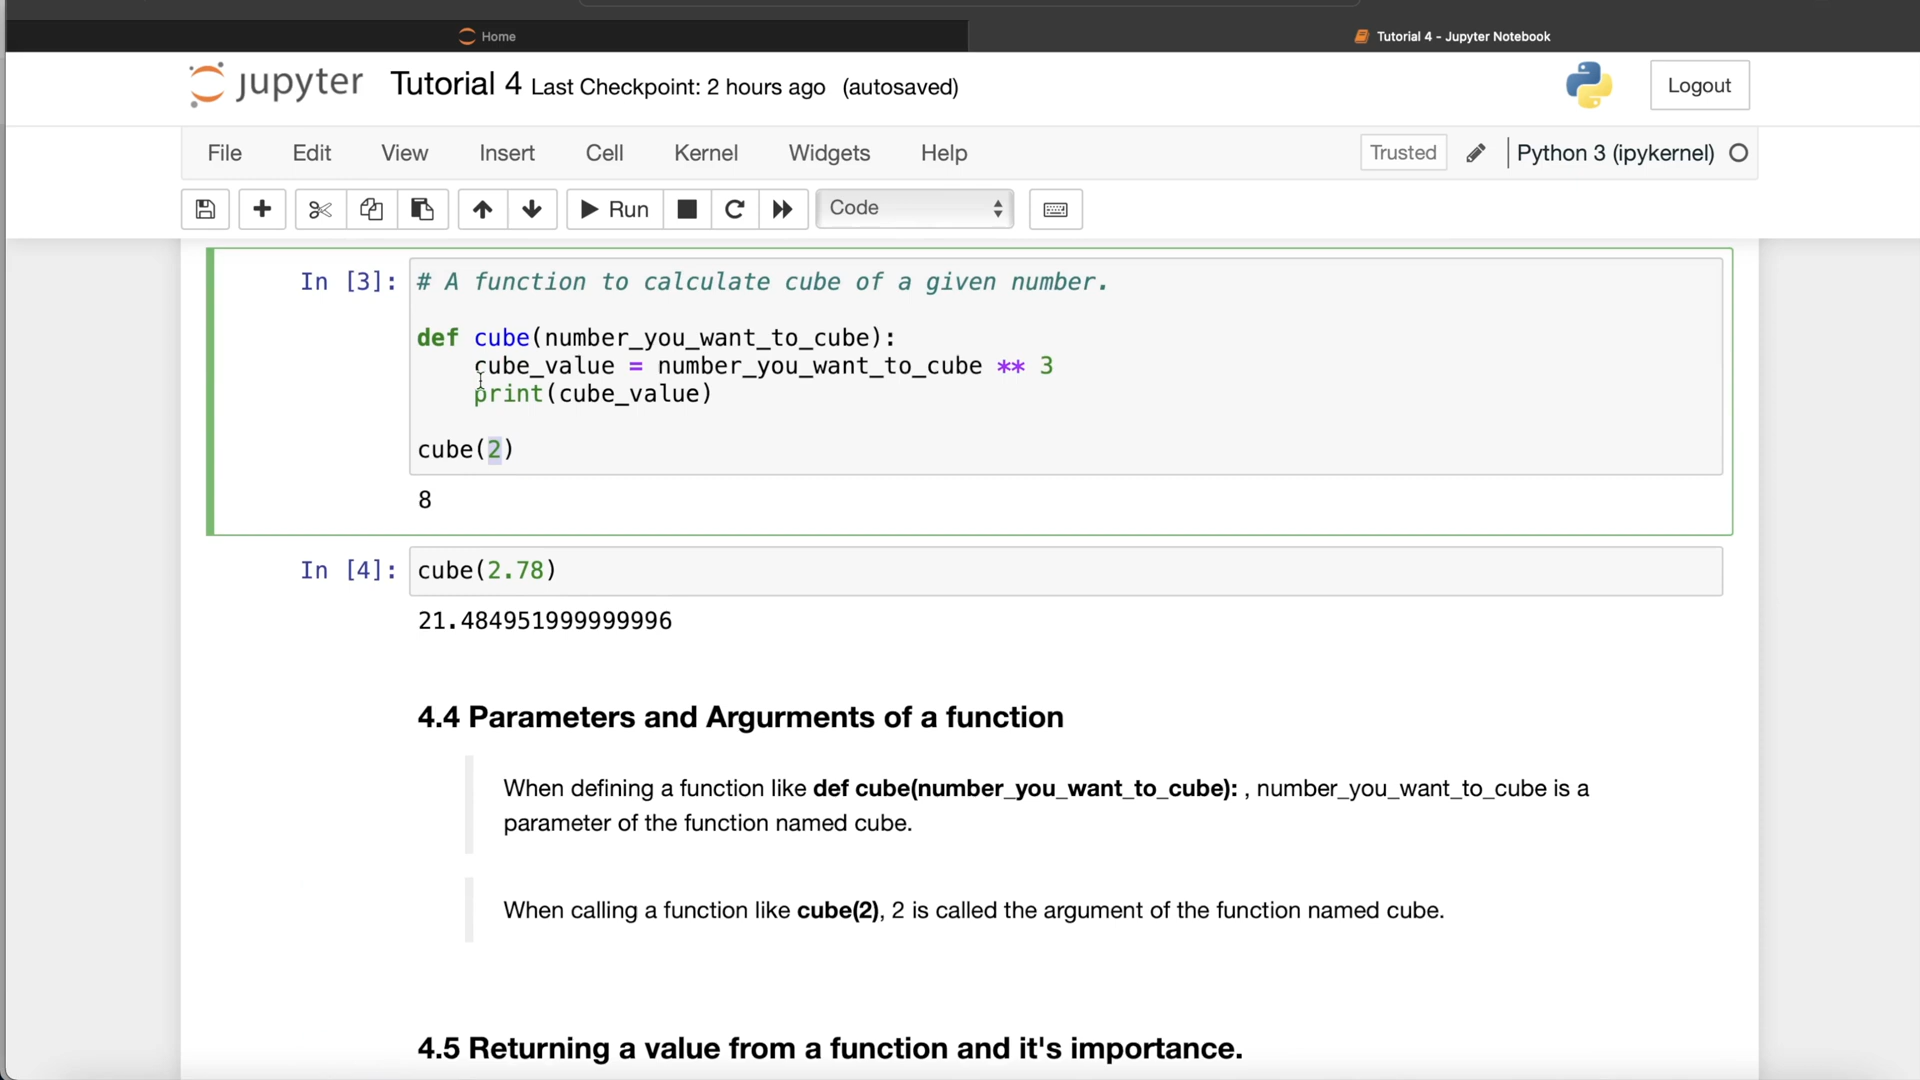 Home
Tutorial 4 - Jupyter Notebook
jupyter Tutorial 4 Last Checkpoint: 2 hours ago (autosaved)
Logout
File Edit View Insert Cell Kernel Widgets Help
Trusted Python 3 (ipykernel)
Run Code
In [3]: # A function to calculate cube of a given number.
def cube(number_you_want_to_cube):
cube_value = number_you_want_to_cube ** 3
print(cube_value)
cube(2)
8
In [4]: cube(2.78)
21.484951999999996
4.4 Parameters and Argurments of a function
When defining a function like def cube(number_you_want_to_cube): , number_you_want_to_cube is a
parameter of the function named cube.
When calling a function like cube(2), 2 is called the argument of the function named cube.
4.5 Returning a value from a function and it's importance.